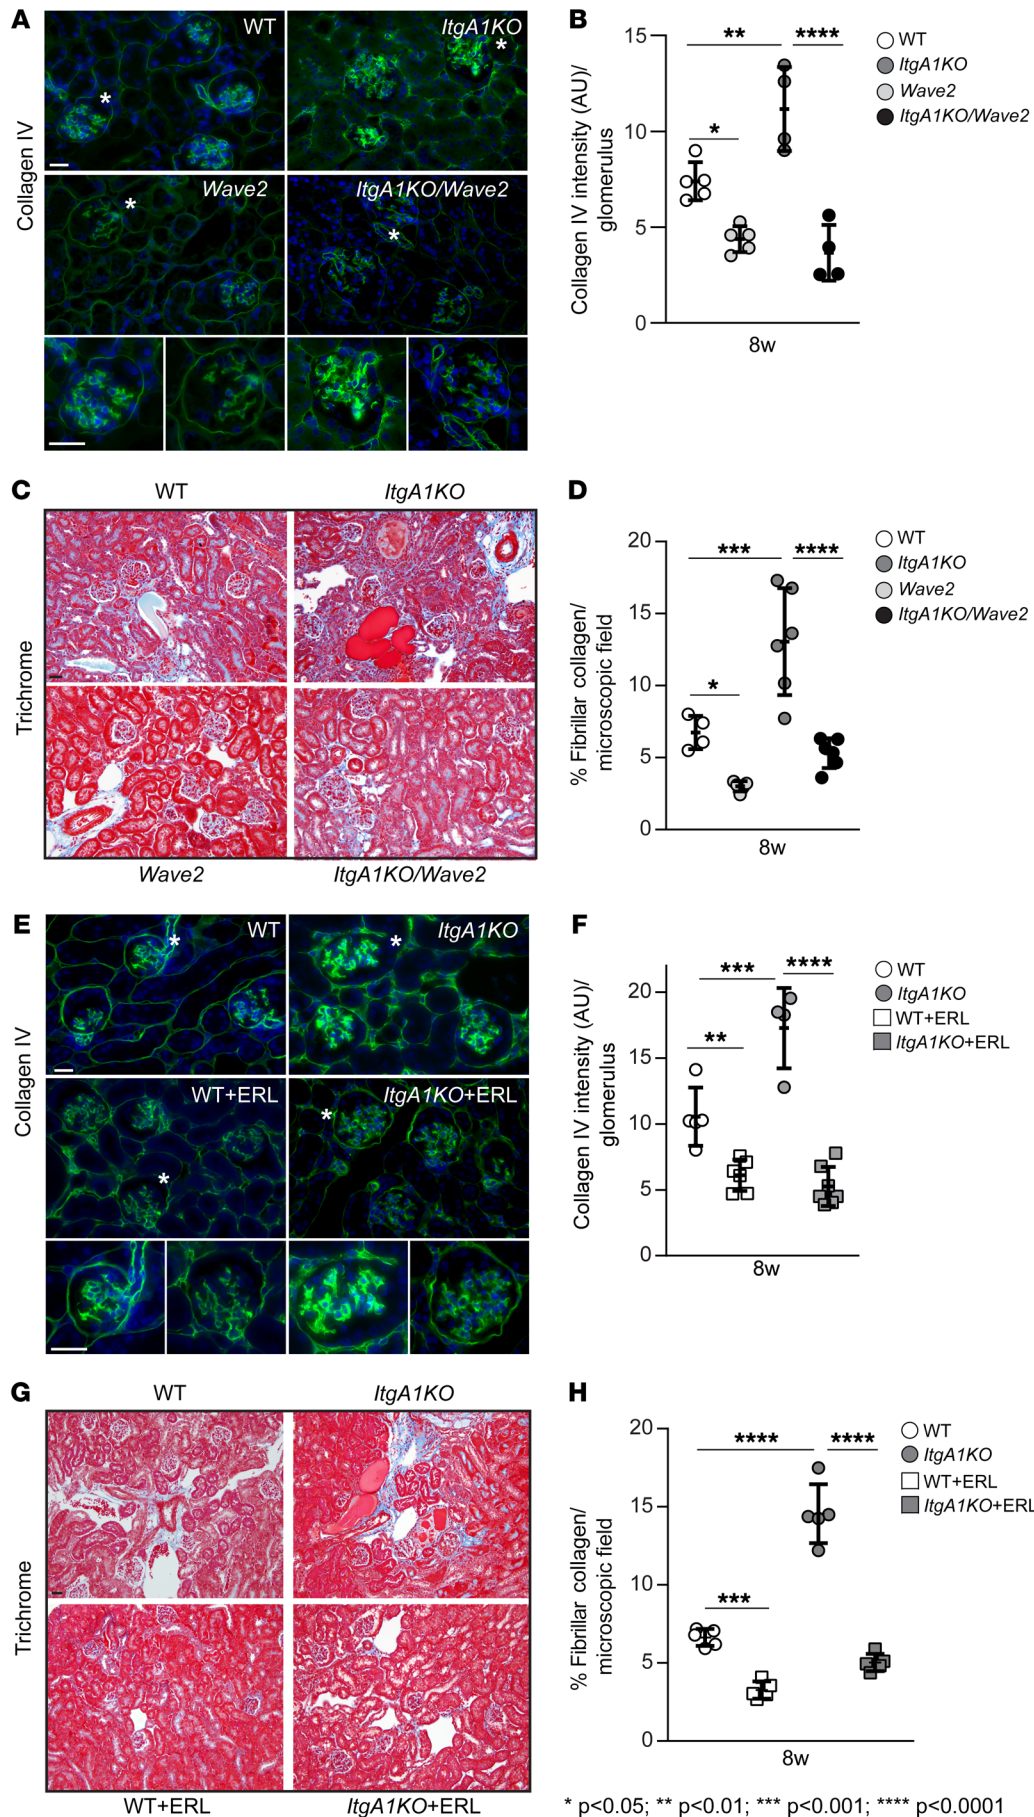 A
WT
ItgA1KO
*
*
Wave2
ItgA1KO/Wave2
*
*
Collagen IV
B
15
10
5
0
Collagen IV intensity (AU)/
glomerulus
**
****
*
8w
WT
ItgA1KO
Wave2
ItgA1KO/Wave2
C
WT
ItgA1KO
Trichrome
Wave2
ItgA1KO/Wave2
D
20
15
10
5
0
% Fibrillar collagen/
microscopic field
***
****
*
8w
WT
ItgA1KO
Wave2
ItgA1KO/Wave2
E
WT
ItgA1KO
*
*
WT+ERL
ItgA1KO+ERL
*
*
Collagen IV
F
20
15
10
5
0
Collagen IV intensity (AU)/
glomerulus
***
****
**
8w
WT
ItgA1KO
WT+ERL
ItgA1KO+ERL
G
WT
ItgA1KO
Trichrome
WT+ERL
ItgA1KO+ERL
H
20
15
10
5
0
% Fibrillar collagen/
microscopic field
****
****
***
8w
WT
ItgA1KO
WT+ERL
ItgA1KO+ERL
* p<0.05; ** p<0.01; *** p<0.001; **** p<0.0001